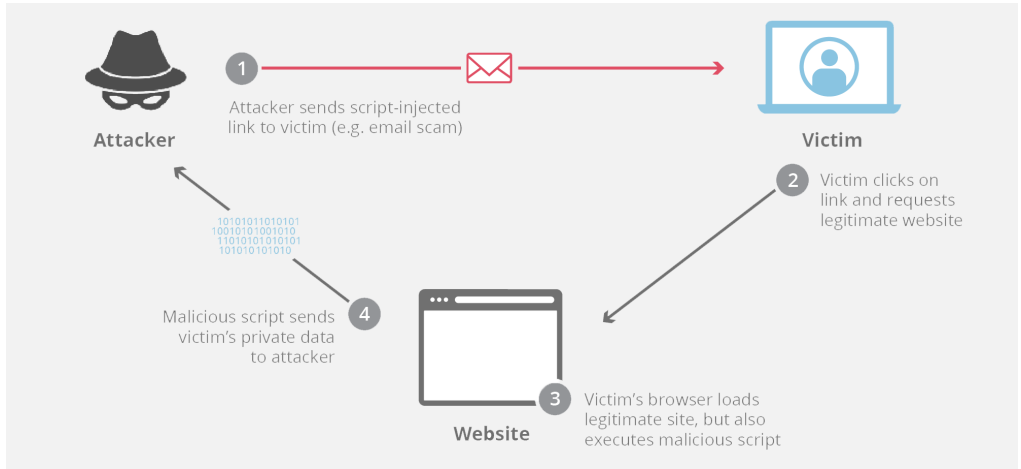 1
Attacker sends script-injected
link to victim (e.g. email scam)
Attacker
Victim
2
Victim clicks on
link and requests
legitimate website
10101011010101
10010101001010
11010101010101
101010101010
4
Malicious script sends
victim's private data
to attacker
3
Victim's browser loads
legitimate site, but also
executes malicious script
Website